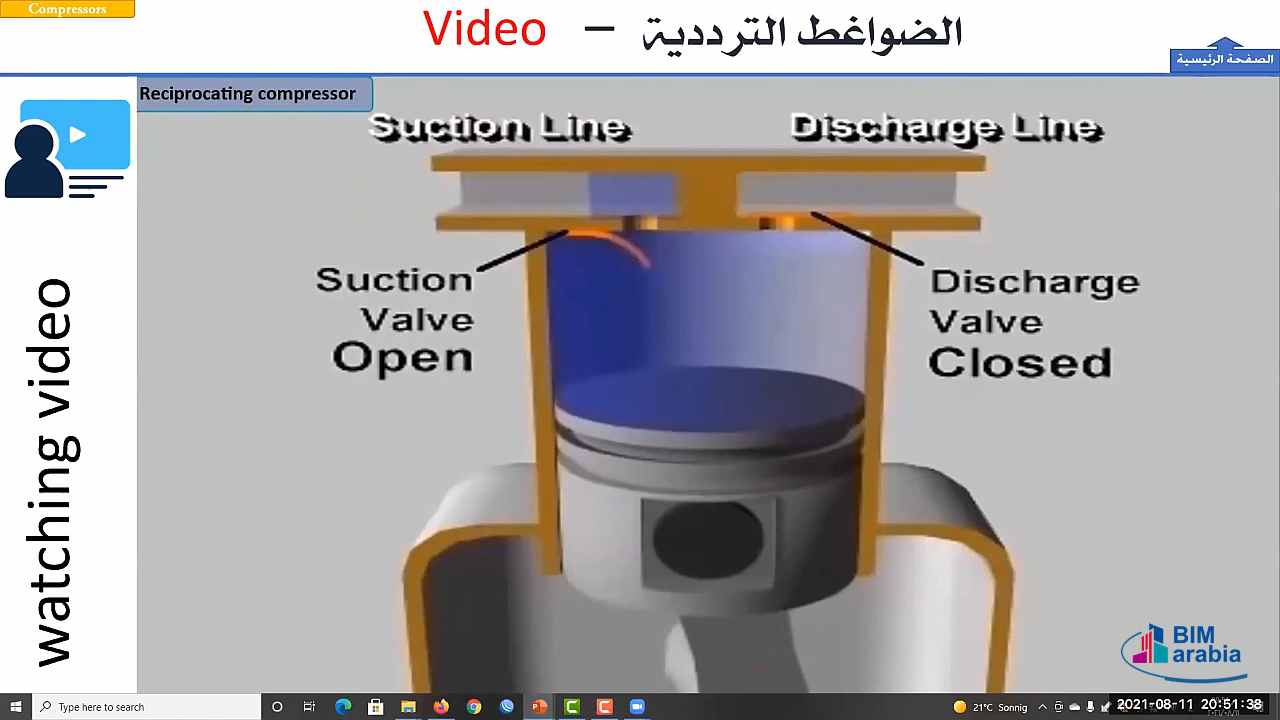 Compressors
الضواغط الترددية – Video
الصفحة الرئيسية
Reciprocating compressor
Suction Line
Discharge Line
Suction
Valve
Open
Discharge
Valve
Closed
watching video
BIM
arabia
Type here to search
21°C Sonnig
2021-08-11 20:51:38